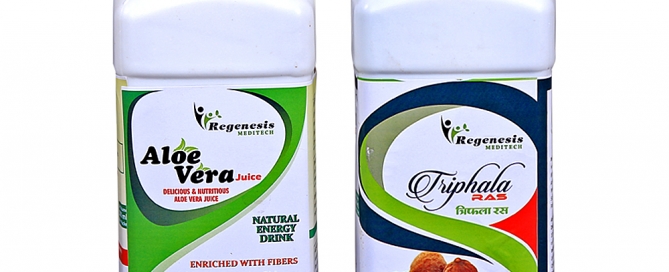 Regenesis
MEDITECH
Aloe
Vera Juice
DELICIOUS & NUTRITIOUS
ALOE VERA JUICE
NATURAL
ENERGY
DRINK
ENRICHED WITH FIBERS
Regenesis
MEDITECH
Triphala
RAS
त्रिफला रस